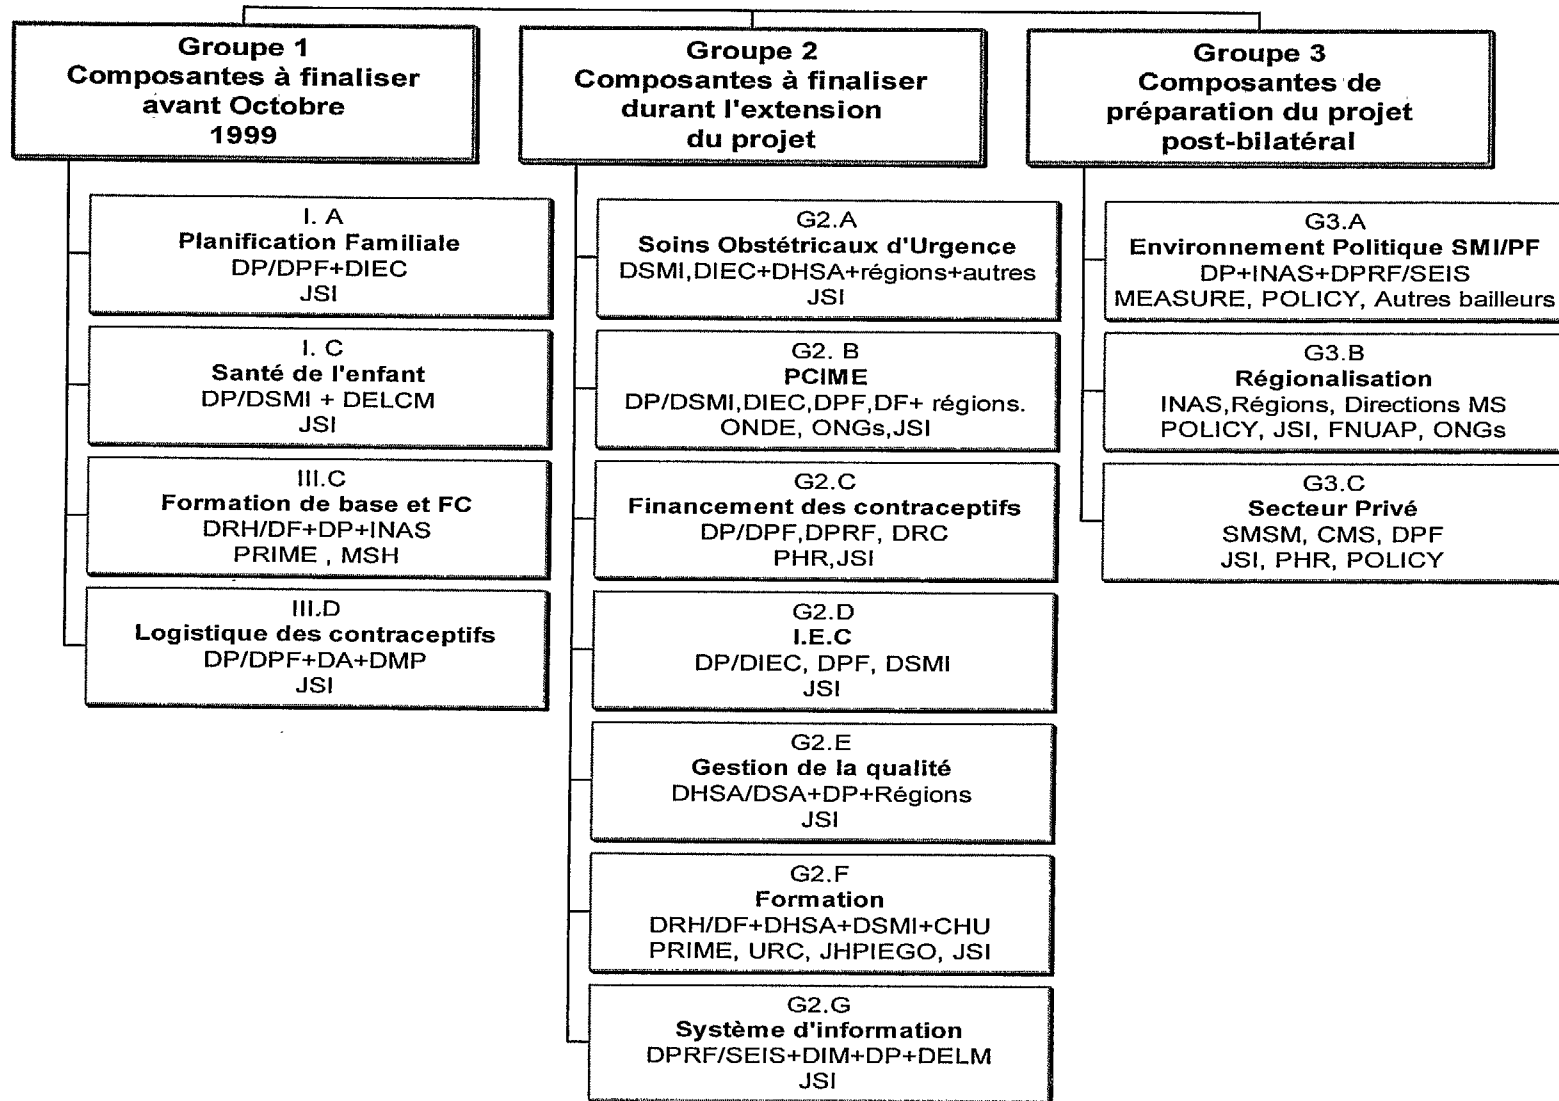 Groupe 1
Composantes à finaliser
avant Octobre
1999
I. A
Planification Familiale
DP/DPF+DIEC
JSI
I. C
Santé de l'enfant
DP/DSMI + DELCM
JSI
III.C
Formation de base et FC
DRH/DF+DP+INAS
PRIME , MSH
III.D
Logistique des contraceptifs
DP/DPF+DA+DMP
JSI
Groupe 2
Composantes à finaliser
durant l'extension
du projet
G2.A
Soins Obstétricaux d'Urgence
DSMI,DIEC+DHSA+régions+autres
JSI
G2. B
PCIME
DP/DSMI,DIEC,DPF,DF+ régions.
ONDE, ONGs,JSI
G2.C
Financement des contraceptifs
DP/DPF,DPRF, DRC
PHR,JSI
G2.D
I.E.C
DP/DIEC, DPF, DSMI
JSI
G2.E
Gestion de la qualité
DHSA/DSA+DP+Régions
JSI
G2.F
Formation
DRH/DF+DHSA+DSMI+CHU
PRIME, URC, JHPIEGO, JSI
G2.G
Système d'information
DPRF/SEIS+DIM+DP+DELM
JSI
Groupe 3
Composantes de
préparation du projet
post-bilatéral
G3.A
Environnement Politique SMI/PF
DP+INAS+DPRF/SEIS
MEASURE, POLICY, Autres bailleurs
G3.B
Régionalisation
INAS,Régions, Directions MS
POLICY, JSI, FNUAP, ONGs
G3.C
Secteur Privé
SMSM, CMS, DPF
JSI, PHR, POLICY